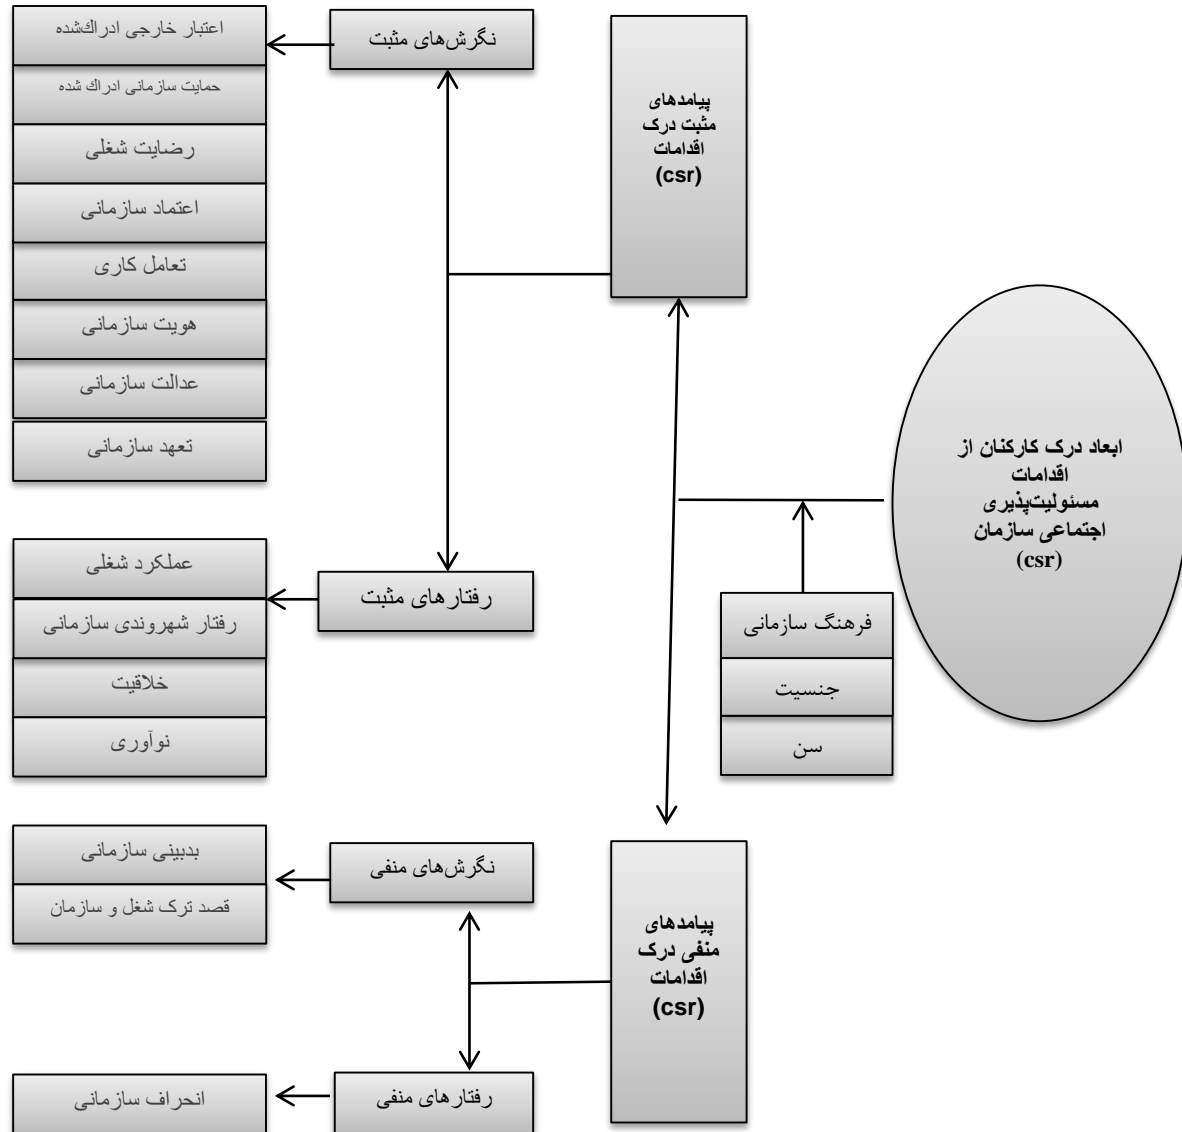 ابعاد درک کارکنان از
اقدامات
مسئولیت‌پذیری
اجتماعی سازمان
(csr)
فرهنگ سازمانی
جنسیت
سن
پیامدهای
مثبت درک
اقدامات
(csr)
نگرش‌های مثبت
اعتبار خارجی ادراك‌شده
حمایت سازمانی ادراك شده
رضایت شغلی
اعتماد سازمانی
تعامل کاری
هویت سازمانی
عدالت سازمانی
تعهد سازمانی
رفتارهای مثبت
عملکرد شغلی
رفتار شهروندی سازمانی
خلاقیت
نوآوری
پیامدهای
منفی درک
اقدامات
(csr)
نگرش‌های منفی
بدبینی سازمانی
قصد ترک شغل و سازمان
رفتارهای منفی
انحراف سازمانی